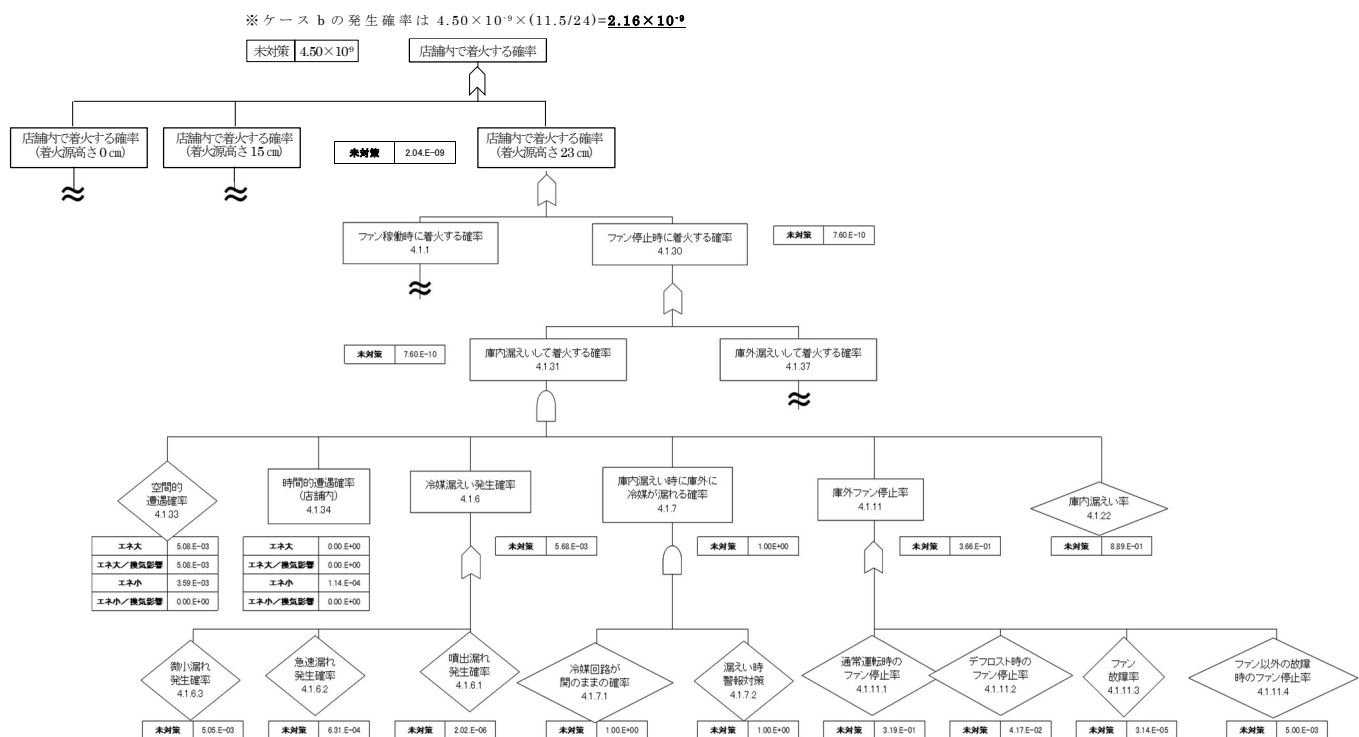 ※ケースbの発生確率は 4.50×10⁻⁹×(11.5/24)=2.16×10⁻⁹
未対策 4.50×10⁹
店舗内で着火する確率
店舗内で着火する確率
(着火源高さ0㎝)
店舗内で着火する確率
(着火源高さ15㎝)
未対策 2.04.E-09
店舗内で着火する確率
(着火源高さ23㎝)
ファン稼働時に着火する確率
4.1.1
ファン停止時に着火する確率
4.1.30
未対策 7.60.E-10
未対策 7.60.E-10
庫内漏えいして着火する確率
4.1.31
庫外漏えいして着火する確率
4.1.37
空間的
遭遇確率
4.1.33
時間的遭遇確率
(店舗内)
4.1.34
冷媒漏えい発生確率
4.1.6
庫内漏えい時に庫外に
冷媒が漏れる確率
4.1.7
庫外ファン停止率
4.1.11
庫内漏えい率
4.1.22
エネ大 5.08.E-03
エネ大/換気影響 5.08.E-03
エネ小 3.59.E-03
エネ小/換気影響 0.00.E+00
エネ大 0.00.E+00
エネ大/換気影響 0.00.E+00
エネ小 1.14.E-04
エネ小/換気影響 0.00.E+00
未対策 5.68.E-03
未対策 1.00E+00
未対策 3.66.E-01
未対策 8.89.E-01
微小漏れ
発生確率
4.1.6.3
急速漏れ
発生確率
4.1.6.2
噴出漏れ
発生確率
4.1.6.1
冷媒回路が
開のままの確率
4.1.7.1
漏えい時
警報対策
4.1.7.2
通常運転時の
ファン停止率
4.1.11.1
デフロスト時の
ファン停止率
4.1.11.2
ファン
故障率
4.1.11.3
ファン以外の故障
時のファン停止率
4.1.11.4
未対策 5.05.E-03
未対策 6.31.E-04
未対策 2.02.E-06
未対策 1.00.E+00
未対策 1.00.E+00
未対策 3.19.E-01
未対策 4.17.E-02
未対策 3.14.E-05
未対策 5.00.E-03